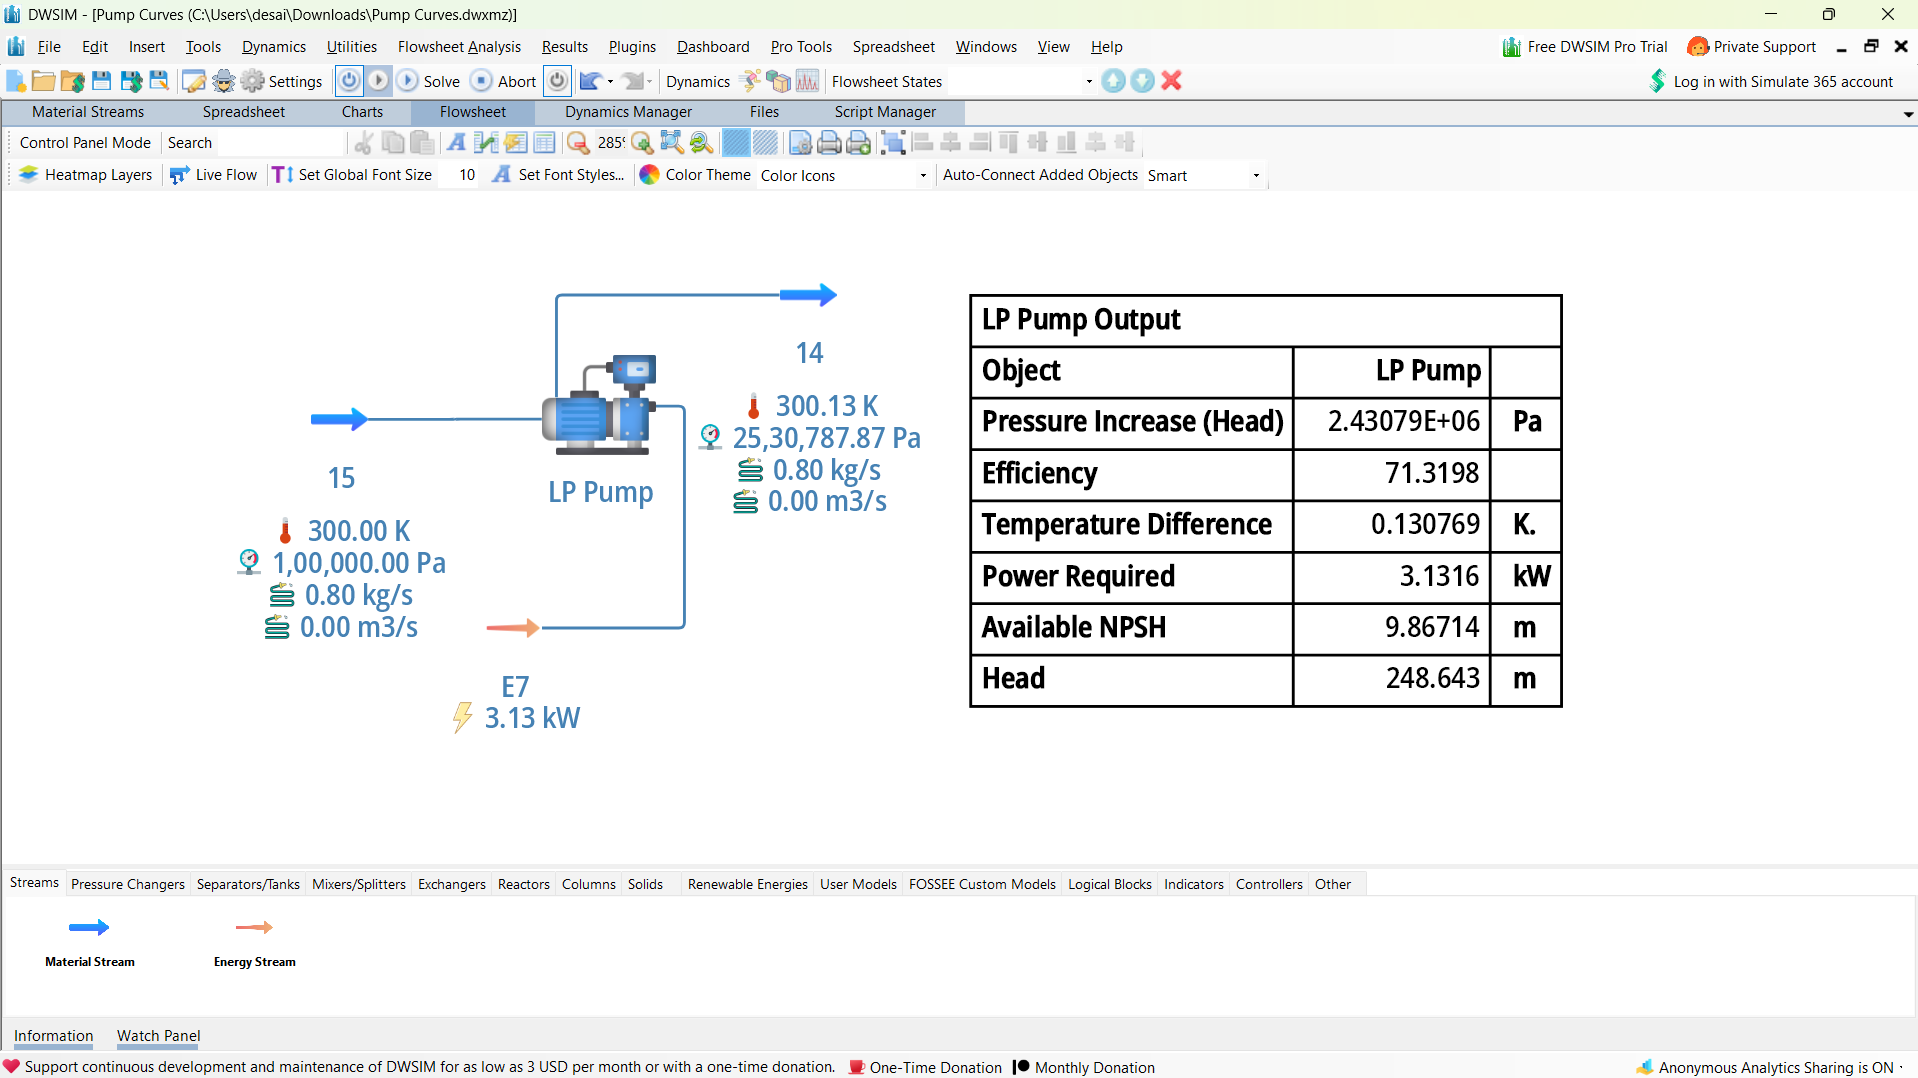 DWSIM - [Pump Curves (C:\Users\desai\Downloads\Pump Curves.dwxmz)]
File Edit Insert Tools Dynamics Utilities Flowsheet Analysis Results Plugins Dashboard Pro Tools Spreadsheet Windows View Help Free DWSIM Pro Trial Private Support
Settings Solve Abort Dynamics Flowsheet States Log in with Simulate 365 account
Material Streams Spreadsheet Charts Flowsheet Dynamics Manager Files Script Manager
Control Panel Mode Search 285%
Heatmap Layers Live Flow Set Global Font Size 10 Set Font Styles... Color Theme Color Icons Auto-Connect Added Objects Smart
14
300.13 K
25,30,787.87 Pa
0.80 kg/s
0.00 m3/s
LP Pump
15
300.00 K
1,00,000.00 Pa
0.80 kg/s
0.00 m3/s
E7
3.13 kW
LP Pump Output
Object LP Pump
Pressure Increase (Head) 2.43079E+06 Pa
Efficiency 71.3198
Temperature Difference 0.130769 K.
Power Required 3.1316 kW
Available NPSH 9.86714 m
Head 248.643 m
Streams Pressure Changers Separators/Tanks Mixers/Splitters Exchangers Reactors Columns Solids Renewable Energies User Models FOSSEE Custom Models Logical Blocks Indicators Controllers Other
Material Stream Energy Stream
Information Watch Panel
Support continuous development and maintenance of DWSIM for as low as 3 USD per month or with a one-time donation. One-Time Donation Monthly Donation Anonymous Analytics Sharing is ON